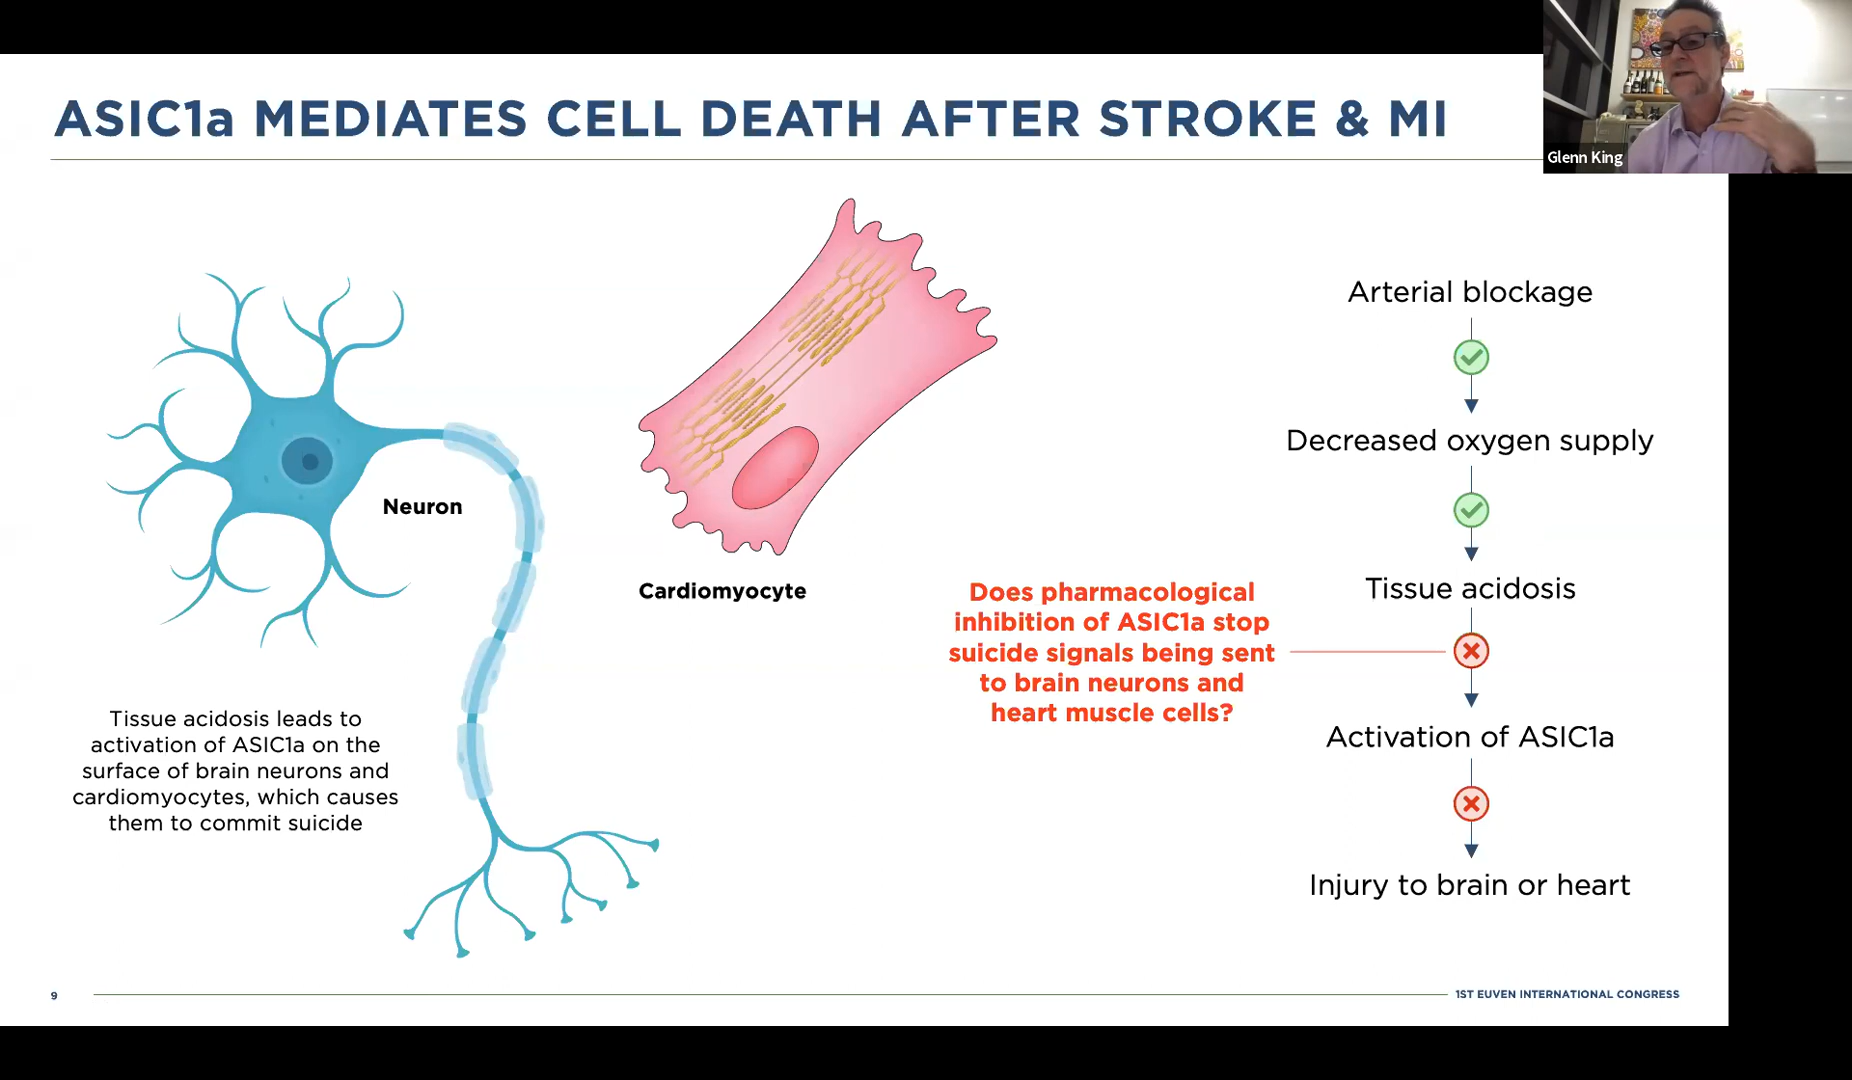 ASIC1a MEDIATES CELL DEATH AFTER STROKE & MI
Glenn King
Neuron
Cardiomyocyte
Tissue acidosis leads to
activation of ASIC1a on the
surface of brain neurons and
cardiomyocytes, which causes
them to commit suicide
Does pharmacological
inhibition of ASIC1a stop
suicide signals being sent
to brain neurons and
heart muscle cells?
Arterial blockage
Decreased oxygen supply
Tissue acidosis
Activation of ASIC1a
Injury to brain or heart
9
1ST EUVEN INTERNATIONAL CONGRESS